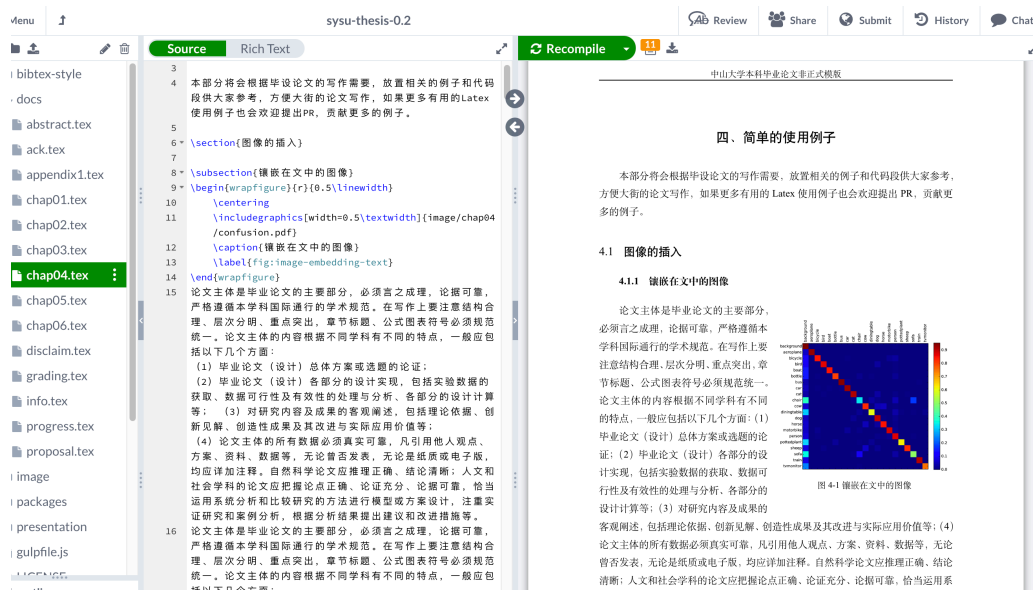 Menu
sysu-thesis-0.2
Review
Share
Submit
History
Chat
Source
Rich Text
Recompile
11
bibtex-style
docs
abstract.tex
ack.tex
appendix1.tex
chap01.tex
chap02.tex
chap03.tex
chap04.tex
chap05.tex
chap06.tex
disclaim.tex
grading.tex
info.tex
progress.tex
proposal.tex
image
packages
presentation
gulpfile.js
LICENSE
3
4 本部分将会根据毕设论文的写作需要，放置相关的例子和代码
段供大家参考，方便大街的论文写作，如果更多有用的Latex
使用例子也会欢迎提出PR，贡献更多的例子。
5
6 \section{图像的插入}
7
8 \subsection{镶嵌在文中的图像}
9 \begin{wrapfigure}{r}{0.5\linewidth}
10 \centering
11 \includegraphics[width=0.5\textwidth]{image/chap04
/confusion.pdf}
12 \caption{镶嵌在文中的图像}
13 \label{fig:image-embedding-text}
14 \end{wrapfigure}
15 论文主体是毕业论文的主要部分，必须言之成理，论据可靠，
严格遵循本学科国际通行的学术规范。在写作上要注意结构合
理、层次分明、重点突出，章节标题、公式图表符号必须规范
统一。论文主体的内容根据不同学科有不同的特点，一般应包
括以下几个方面：
（1）毕业论文（设计）总体方案或选题的论证；
（2）毕业论文（设计）各部分的设计实现，包括实验数据的
获取、数据可行性及有效性的处理与分析、各部分的设计计算
等； （3）对研究内容及成果的客观阐述，包括理论依据、创
新见解、创造性成果及其改进与实际应用价值等；
（4）论文主体的所有数据必须真实可靠，凡引用他人观点、
方案、资料、数据等，无论曾否发表，无论是纸质或电子版，
均应详加注释。自然科学论文应推理正确、结论清晰；人文和
社会学科的论文应把握论点正确、论证充分、论据可靠，恰当
运用系统分析和比较研究的方法进行模型或方案设计，注重实
证研究和案例分析，根据分析结果提出建议和改进措施等。
16 论文主体是毕业论文的主要部分，必须言之成理，论据可靠，
严格遵循本学科国际通行的学术规范。在写作上要注意结构合
理、层次分明、重点突出，章节标题、公式图表符号必须规范
统一。论文主体的内容根据不同学科有不同的特点，一般应包
括以下几个方面：
中山大学本科毕业论文非正式模版
四、简单的使用例子
本部分将会根据毕设论文的写作需要，放置相关的例子和代码段供大家参考，
方便大街的论文写作，如果更多有用的 Latex 使用例子也会欢迎提出 PR，贡献更
多的例子。
4.1 图像的插入
4.1.1 镶嵌在文中的图像
论文主体是毕业论文的主要部分，
必须言之成理，论据可靠，严格遵循本
学科国际通行的学术规范。在写作上要
注意结构合理、层次分明、重点突出，章
节标题、公式图表符号必须规范统一。
论文主体的内容根据不同学科有不同
的特点，一般应包括以下几个方面：（1）
毕业论文（设计）总体方案或选题的论
证；（2）毕业论文（设计）各部分的设
计实现，包括实验数据的获取、数据可
行性及有效性的处理与分析、各部分的
设计计算等；（3）对研究内容及成果的
background
aeroplane
bicycle
bird
boat
bottle
bus
car
cat
chair
cow
diningtable
dog
horse
motorbike
person
pottedplant
sheep
sofa
train
tvmonitor
0.9
0.8
0.7
0.6
0.5
0.4
0.3
0.2
0.1
0.0
图 4-1 镶嵌在文中的图像
客观阐述，包括理论依据、创新见解、创造性成果及其改进与实际应用价值等；（4）
论文主体的所有数据必须真实可靠，凡引用他人观点、方案、资料、数据等，无论
曾否发表，无论是纸质或电子版，均应详加注释。自然科学论文应推理正确、结论
清晰；人文和社会学科的论文应把握论点正确、论证充分、论据可靠，恰当运用系